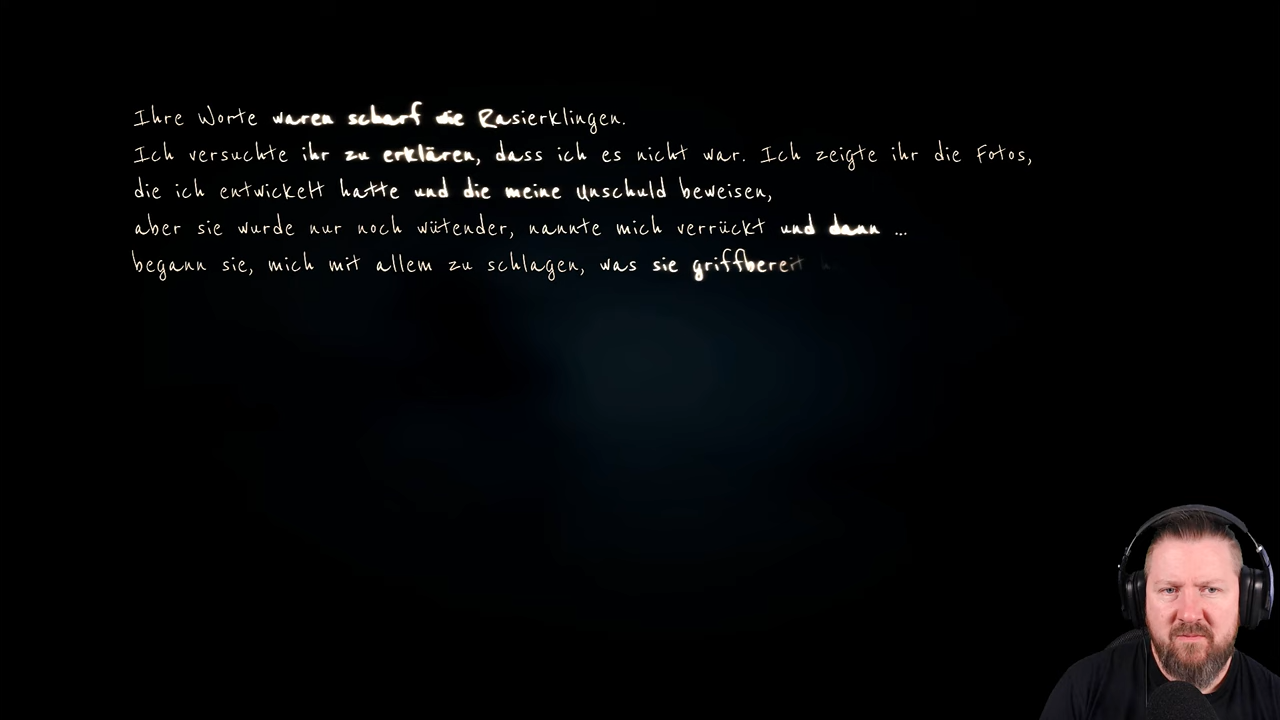 Ihre Worte waren scharf wie Rasierklingen.
Ich versuchte ihr zu erklären, dass ich es nicht war. Ich zeigte ihr die Fotos,
die ich entwickelt hatte und die meine Unschuld beweisen,
aber sie wurde nur noch wütender, nannte mich verrückt und dann ...
begann sie, mich mit allem zu schlagen, was sie griffbereit